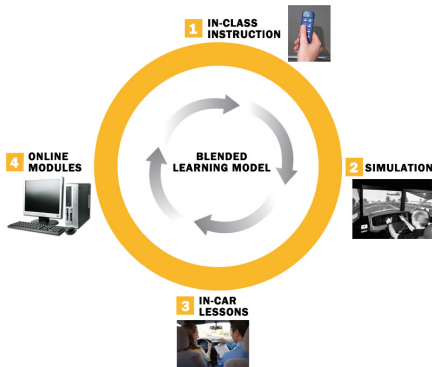 1 IN-CLASS
INSTRUCTION
4 ONLINE
MODULES
BLENDED
LEARNING MODEL
2 SIMULATION
3 IN-CAR
LESSONS